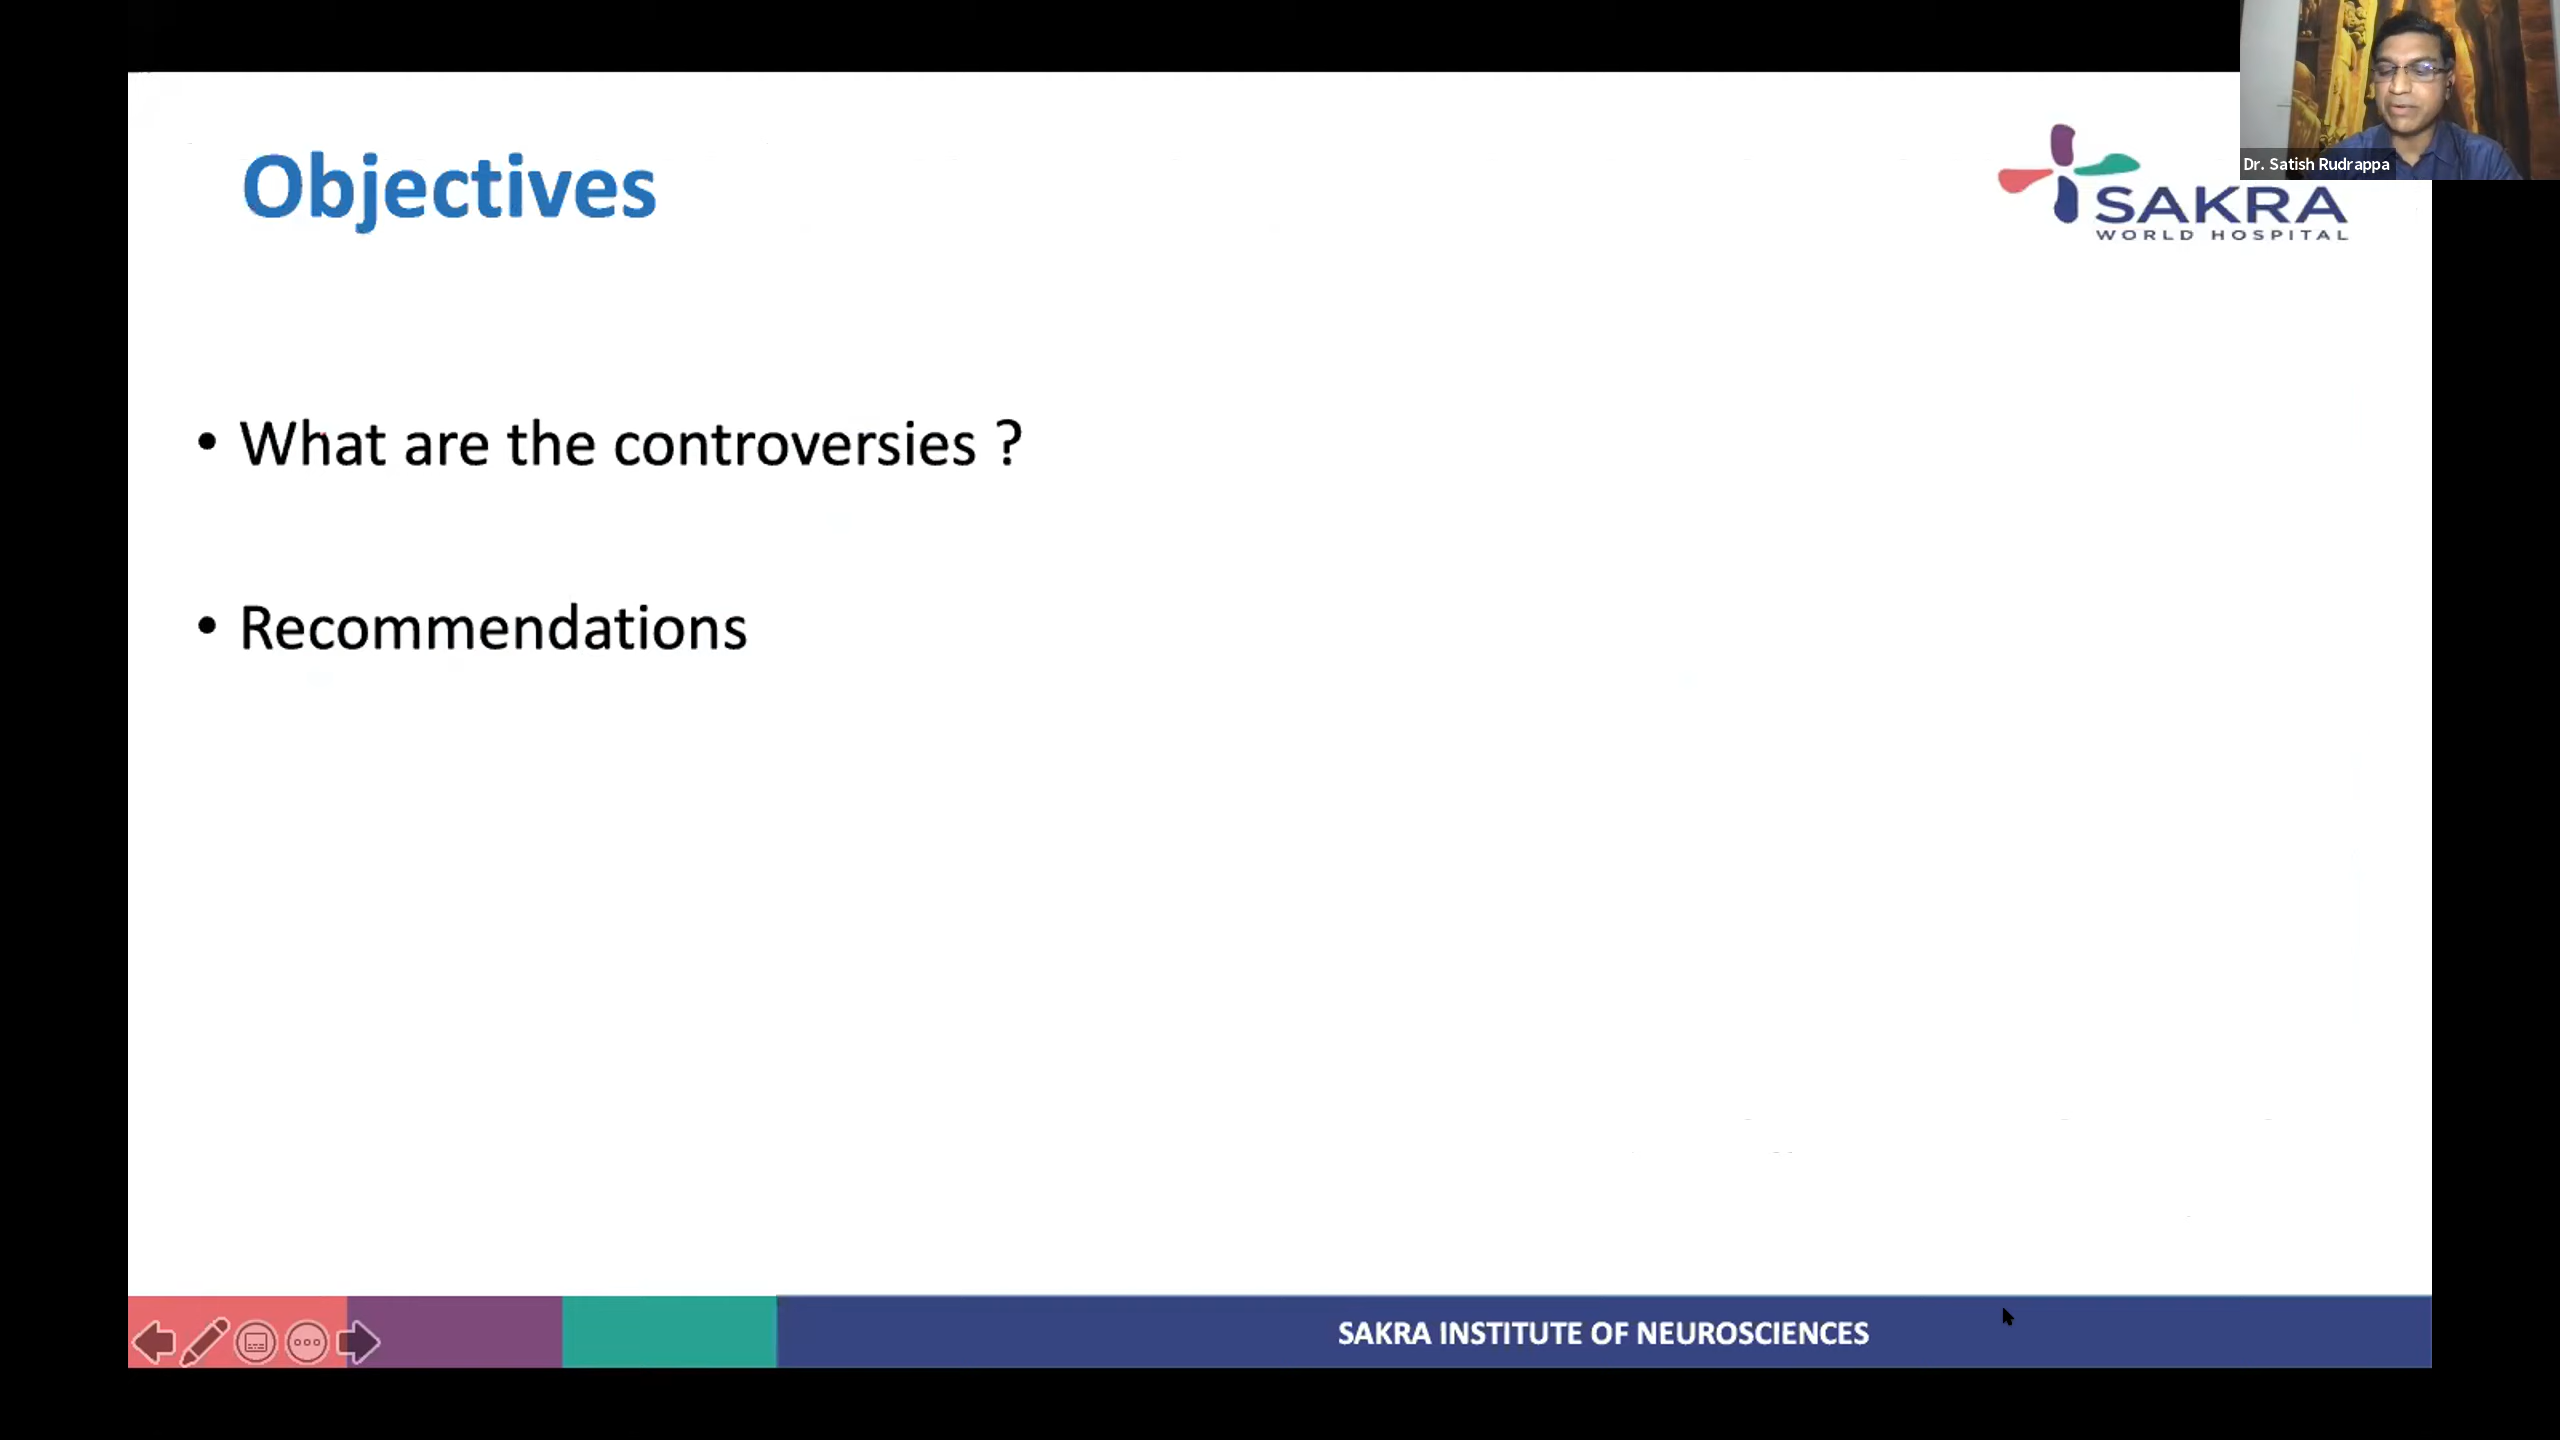 Objectives
Dr. Satish Rudrappa
SAKRA
WORLD HOSPITAL
• What are the controversies ?
• Recommendations
SAKRA INSTITUTE OF NEUROSCIENCES